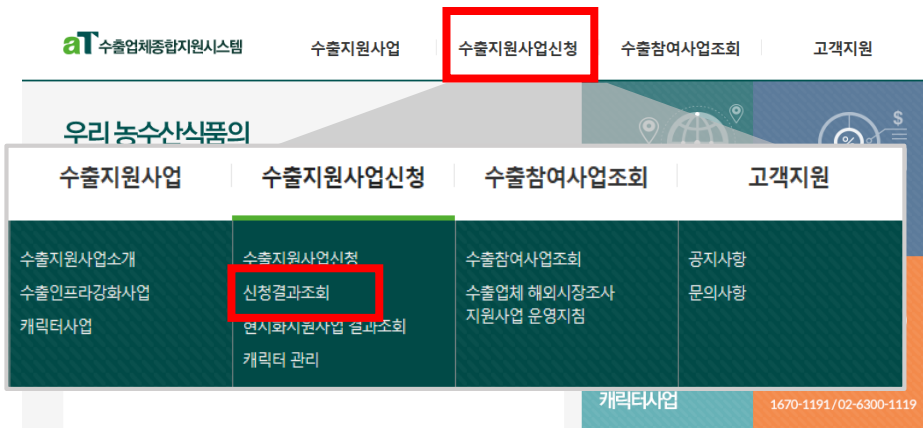 aT 수출업체종합지원시스템
수출지원사업 수출지원사업신청 수출참여사업조회 고객지원
우리 농수산식품의
$
%
수출지원사업 수출지원사업신청 수출참여사업조회 고객지원
수출지원사업소개
수출인프라강화사업
캐릭터사업
수출지원사업신청
신청결과조회
현지화지원사업 결과조회
캐릭터 관리
수출참여사업조회
수출업체 해외시장조사
지원사업 운영지침
공지사항
문의사항
캐릭터사업
1670-1191/02-6300-1119